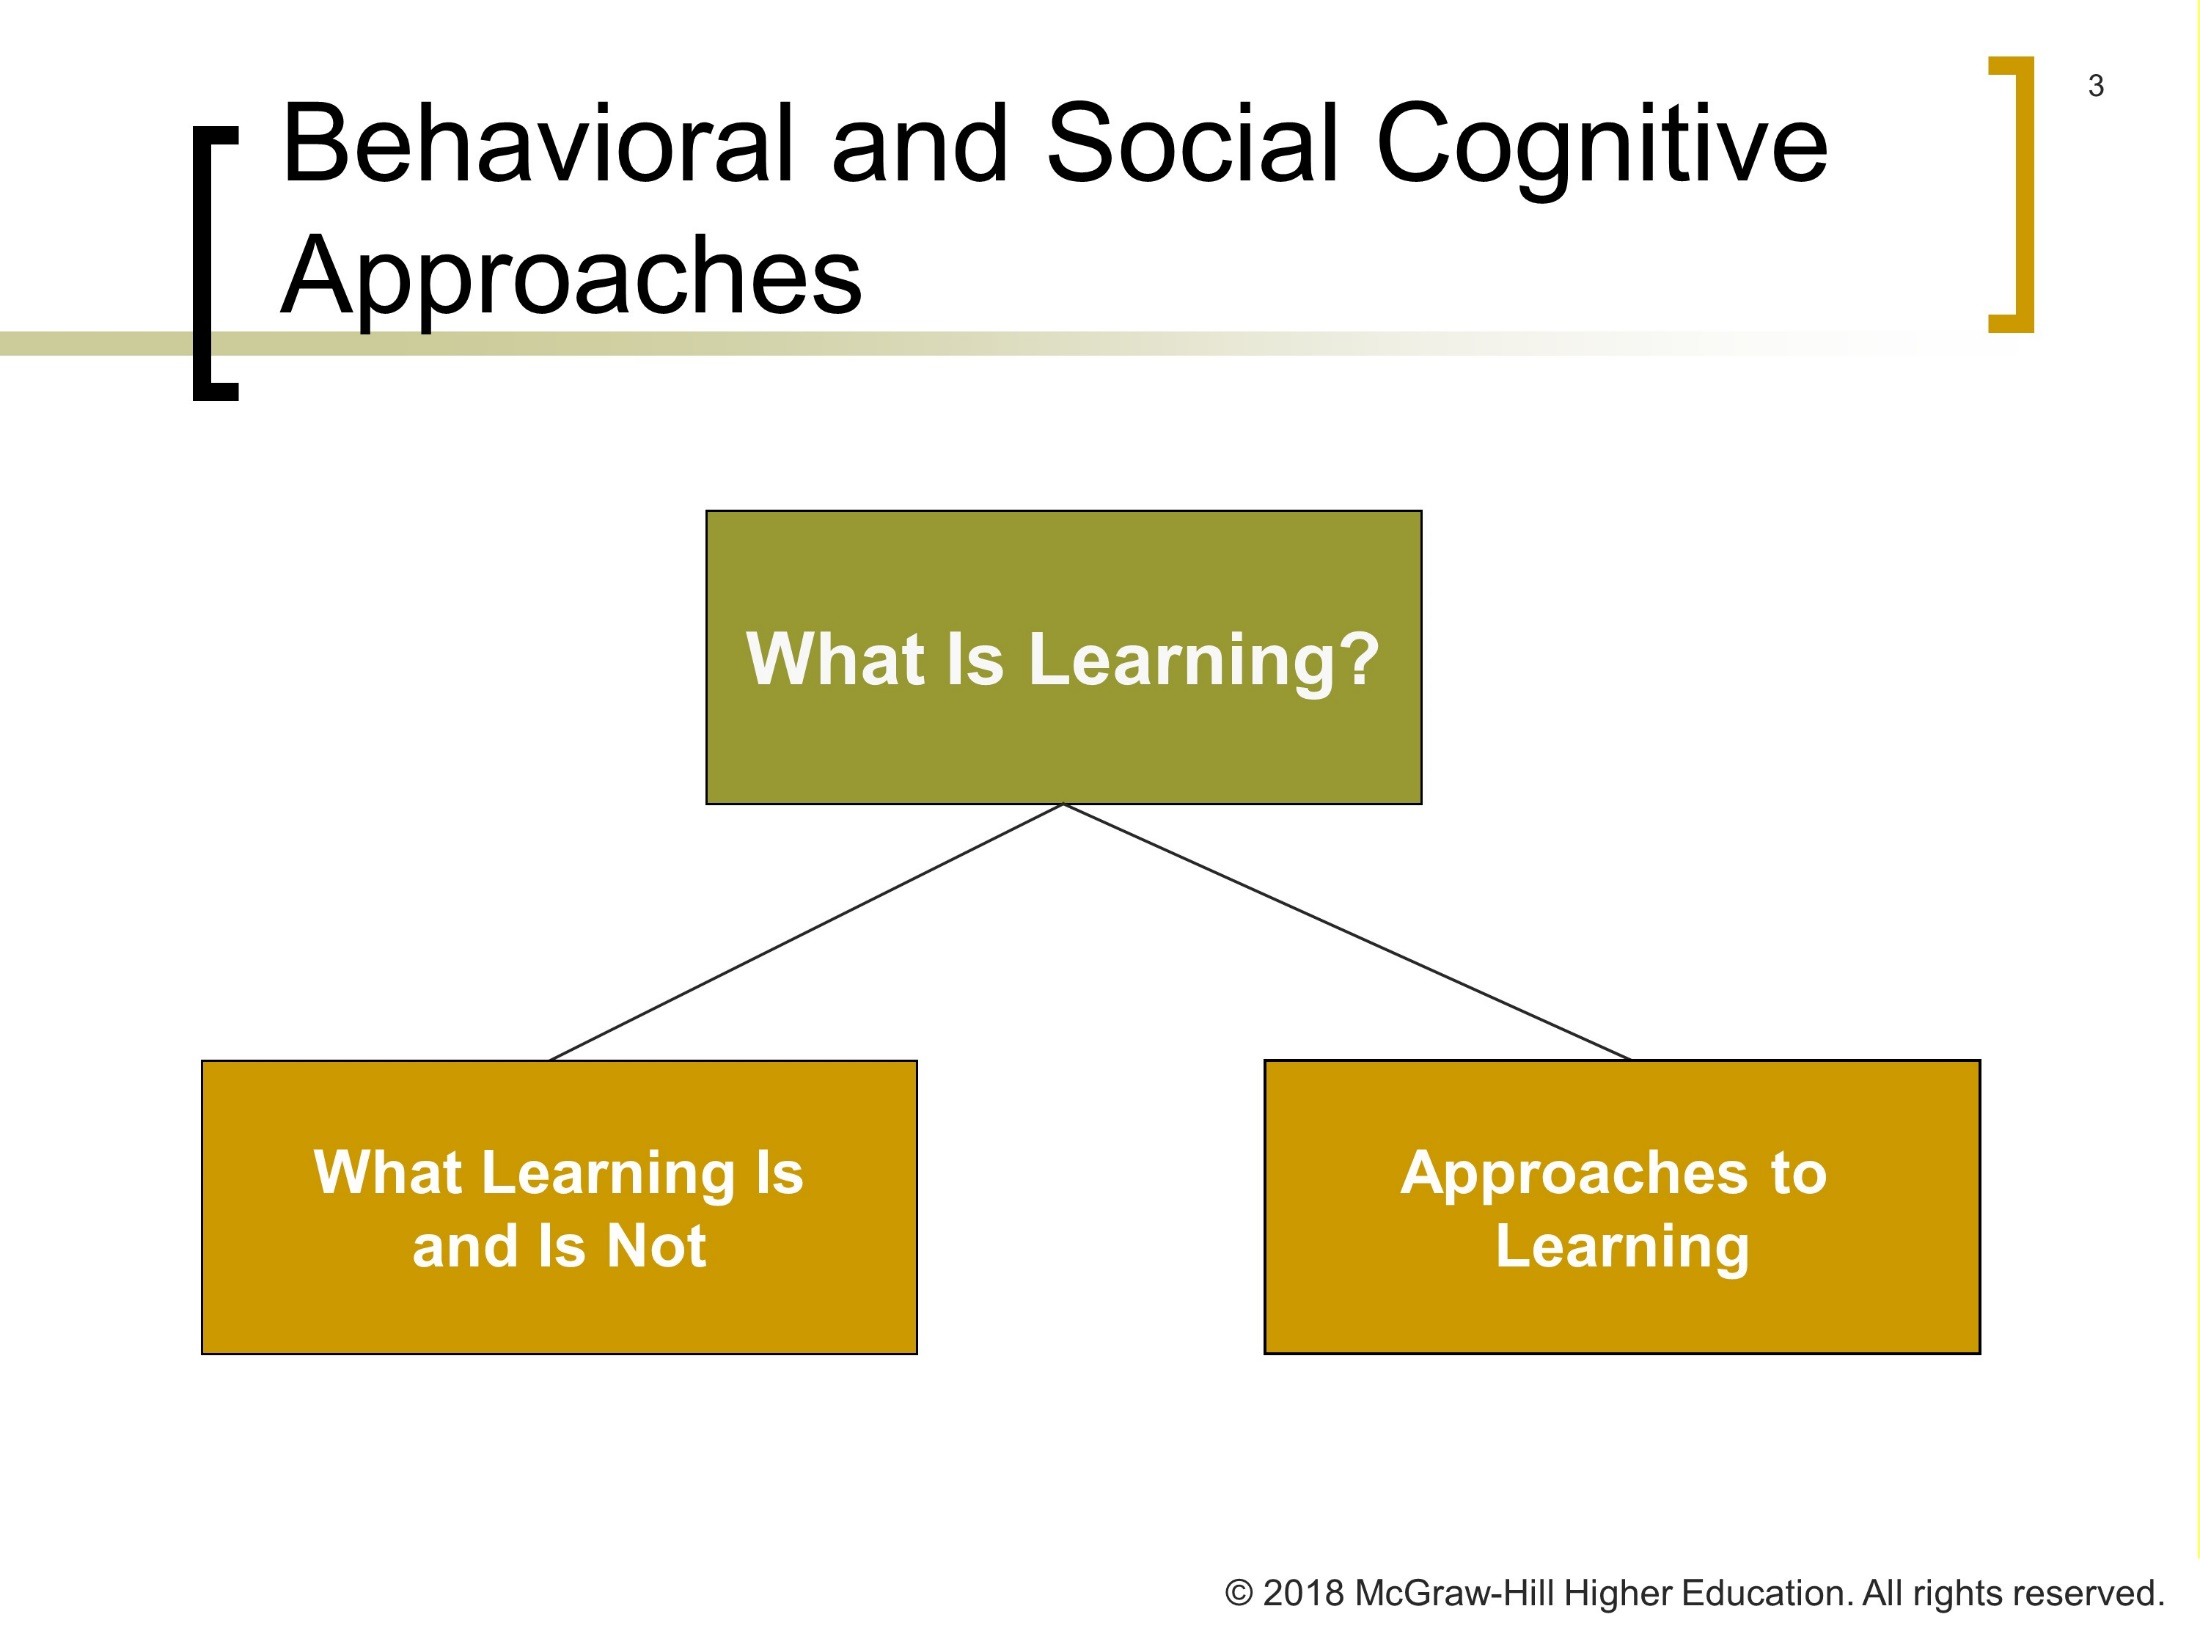 3
Behavioral and Social Cognitive
Approaches
What Is Learning?
What Learning Is
and Is Not
Approaches to
Learning
© 2018 McGraw-Hill Higher Education. All rights reserved.